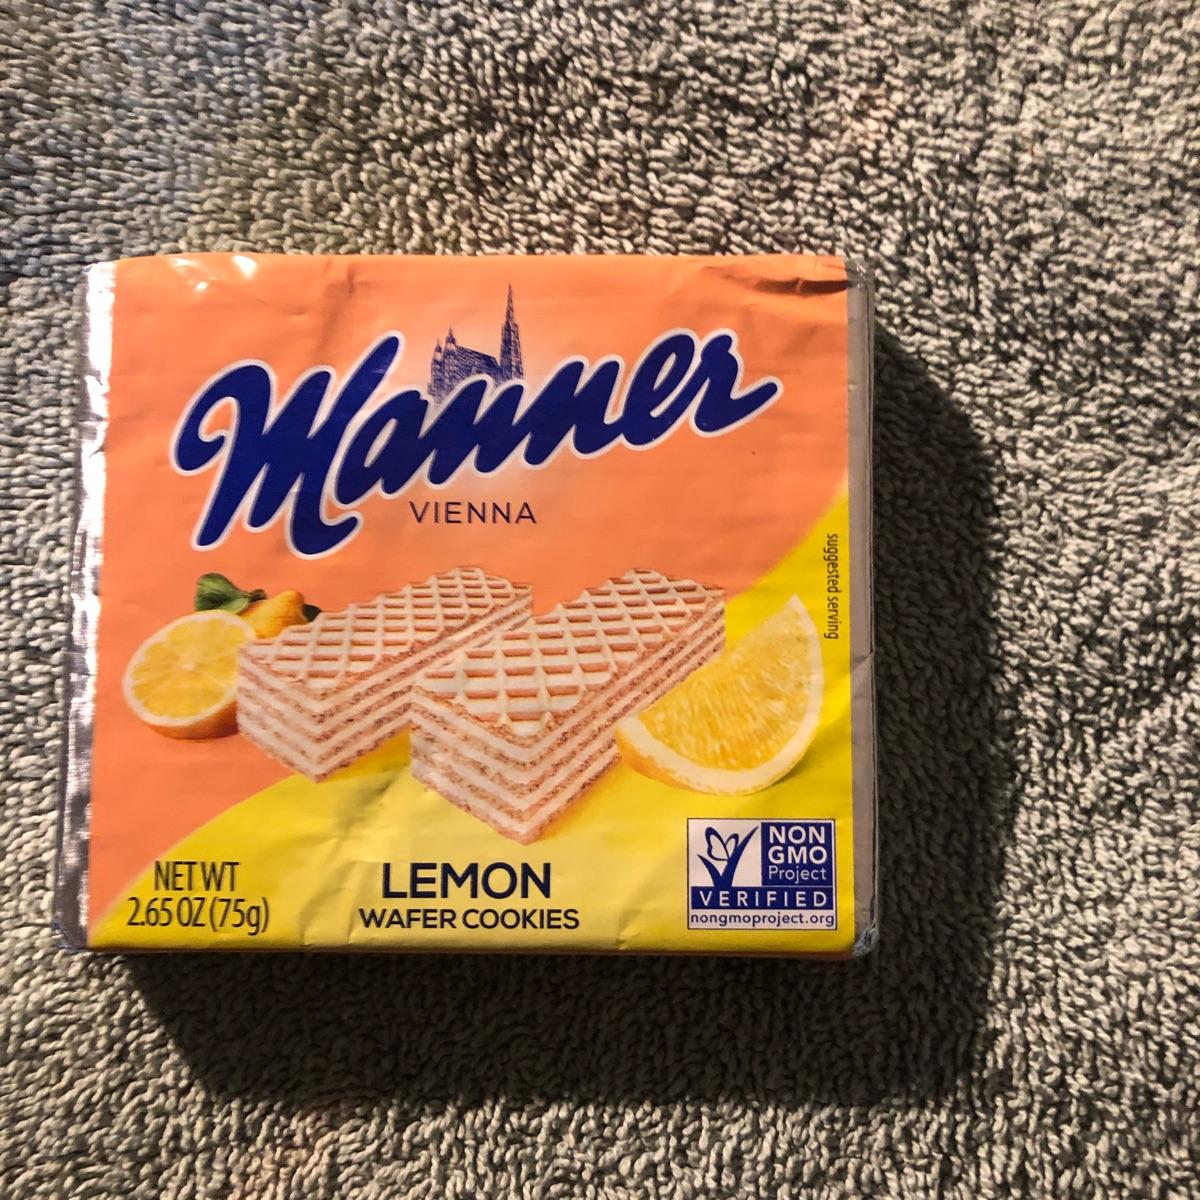 Manner
VIENNA
suggested serving
NET WT
2.65 OZ (75g)
LEMON
WAFER COOKIES
NON
GMO
Project
VERIFIED
nongmoproject.org